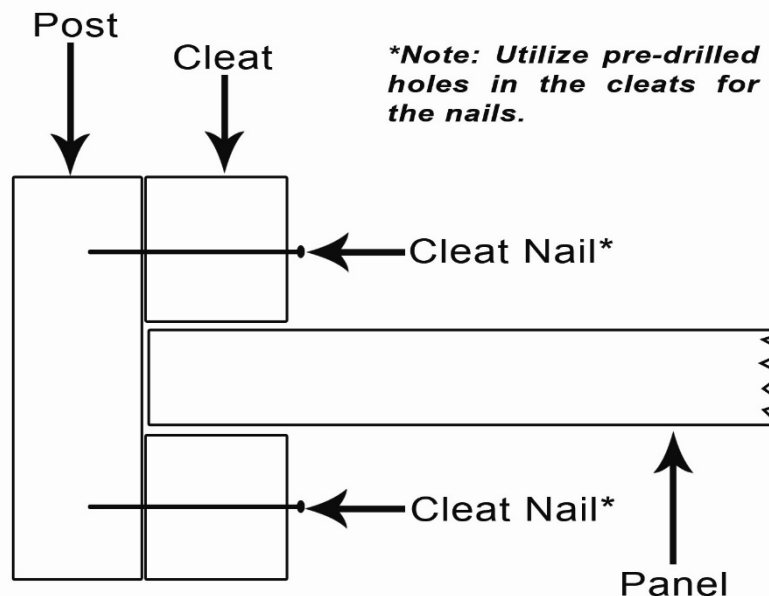 Post
Cleat
*Note: Utilize pre-drilled
holes in the cleats for
the nails.
Cleat Nail*
Cleat Nail*
Panel